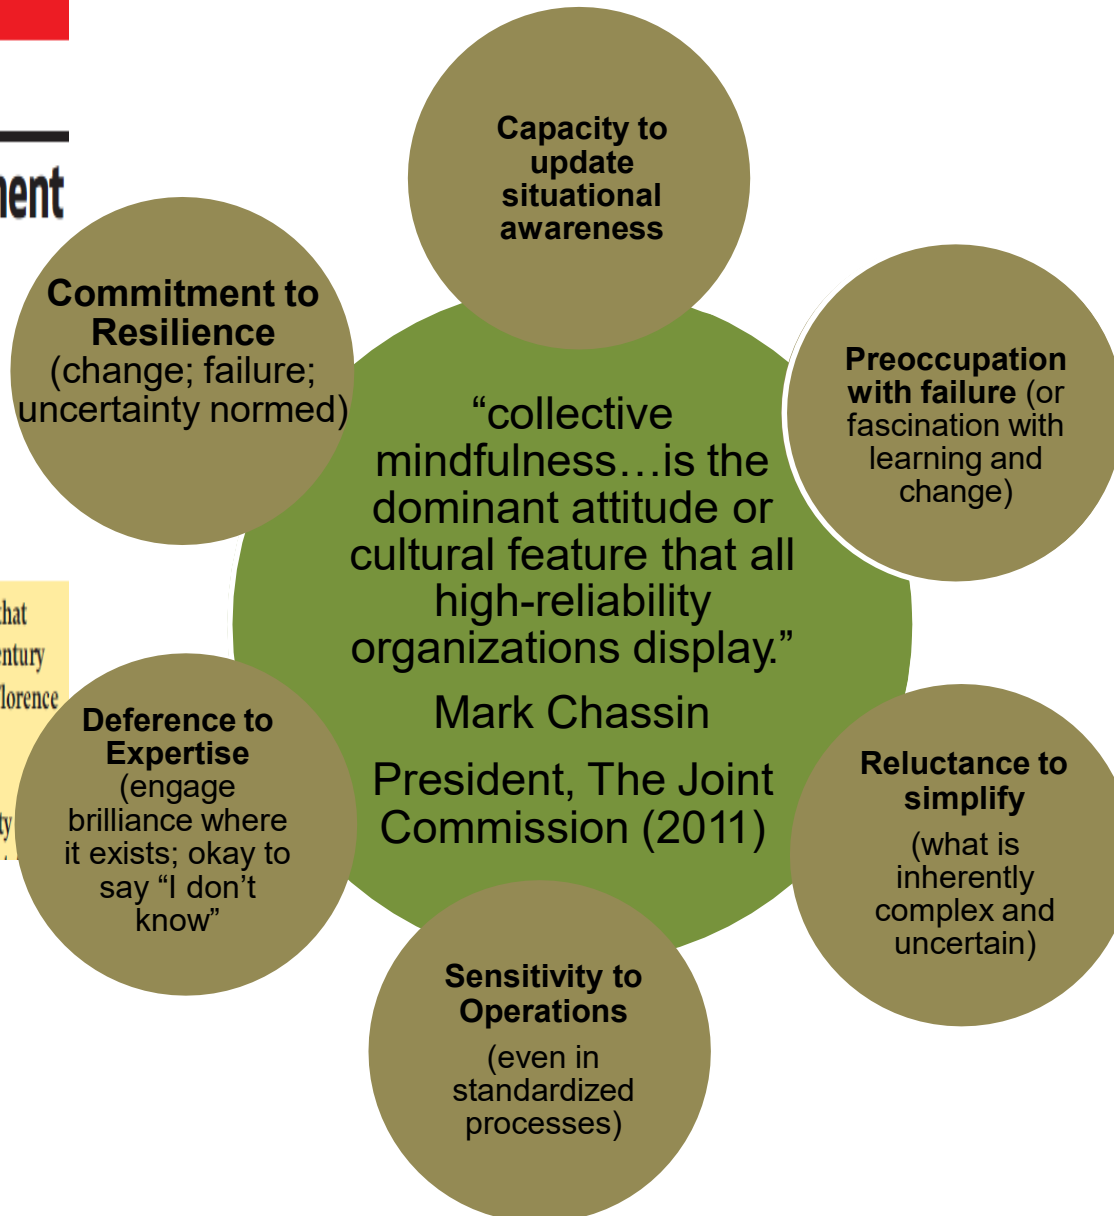 Capacity to
update
situational
awareness
Commitment to
Resilience
(change; failure;
uncertainty normed)
Preoccupation
with failure (or
fascination with
learning and
change)
“collective
mindfulness…is the
dominant attitude or
cultural feature that all
high-reliability
organizations display.”
Mark Chassin
President, The Joint
Commission (2011)
Deference to
Expertise
(engage
brilliance where
it exists; okay to
say “I don’t
know”
Reluctance to
simplify
(what is
inherently
complex and
uncertain)
Sensitivity to
Operations
(even in
standardized
processes)